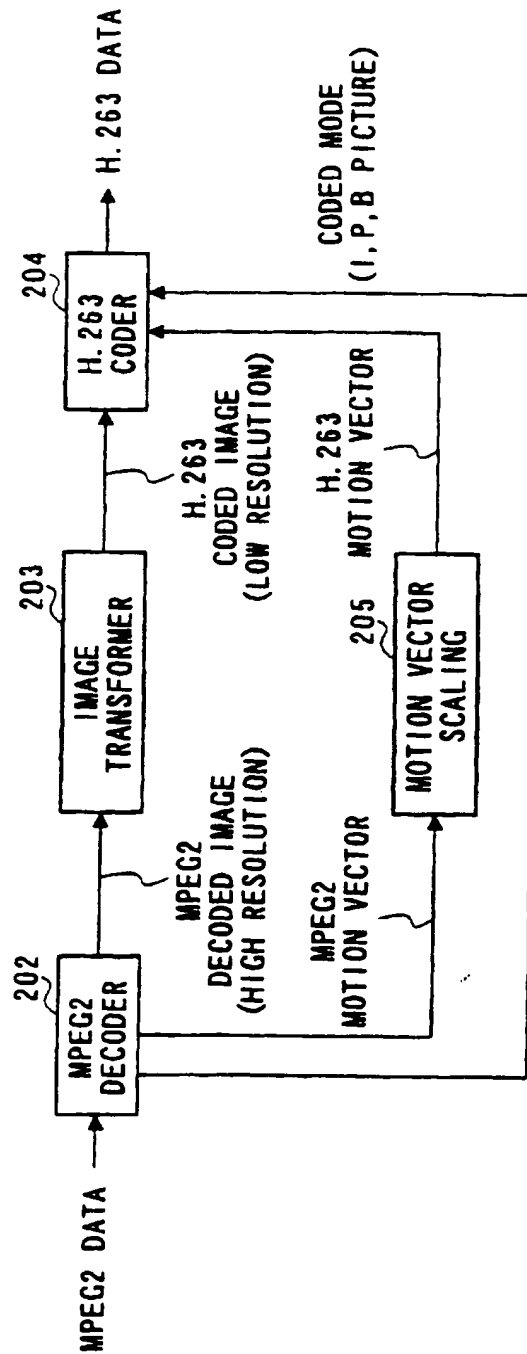 MPEG2 DATA
202
MPEG2
DECODER
MPEG2
DECODED IMAGE
(HIGH RESOLUTION)
203
IMAGE
TRANSFORMER
H.263
CODED IMAGE
(LOW RESOLUTION)
204
H.263
CODER
H.263 DATA
MPEG2
MOTION VECTOR
205
MOTION VECTOR
SCALING
H.263
MOTION VECTOR
CODED MODE
(I,P,B PICTURE)